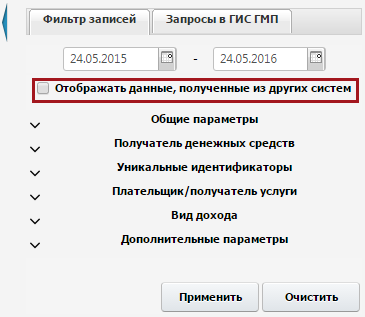 Фильтр записей Запросы в ГИС ГМП
24.05.2015 - 24.05.2016
Отображать данные, полученные из других систем
Общие параметры
Получатель денежных средств
Уникальные идентификаторы
Плательщик/получатель услуги
Вид дохода
Дополнительные параметры
Применить Очистить